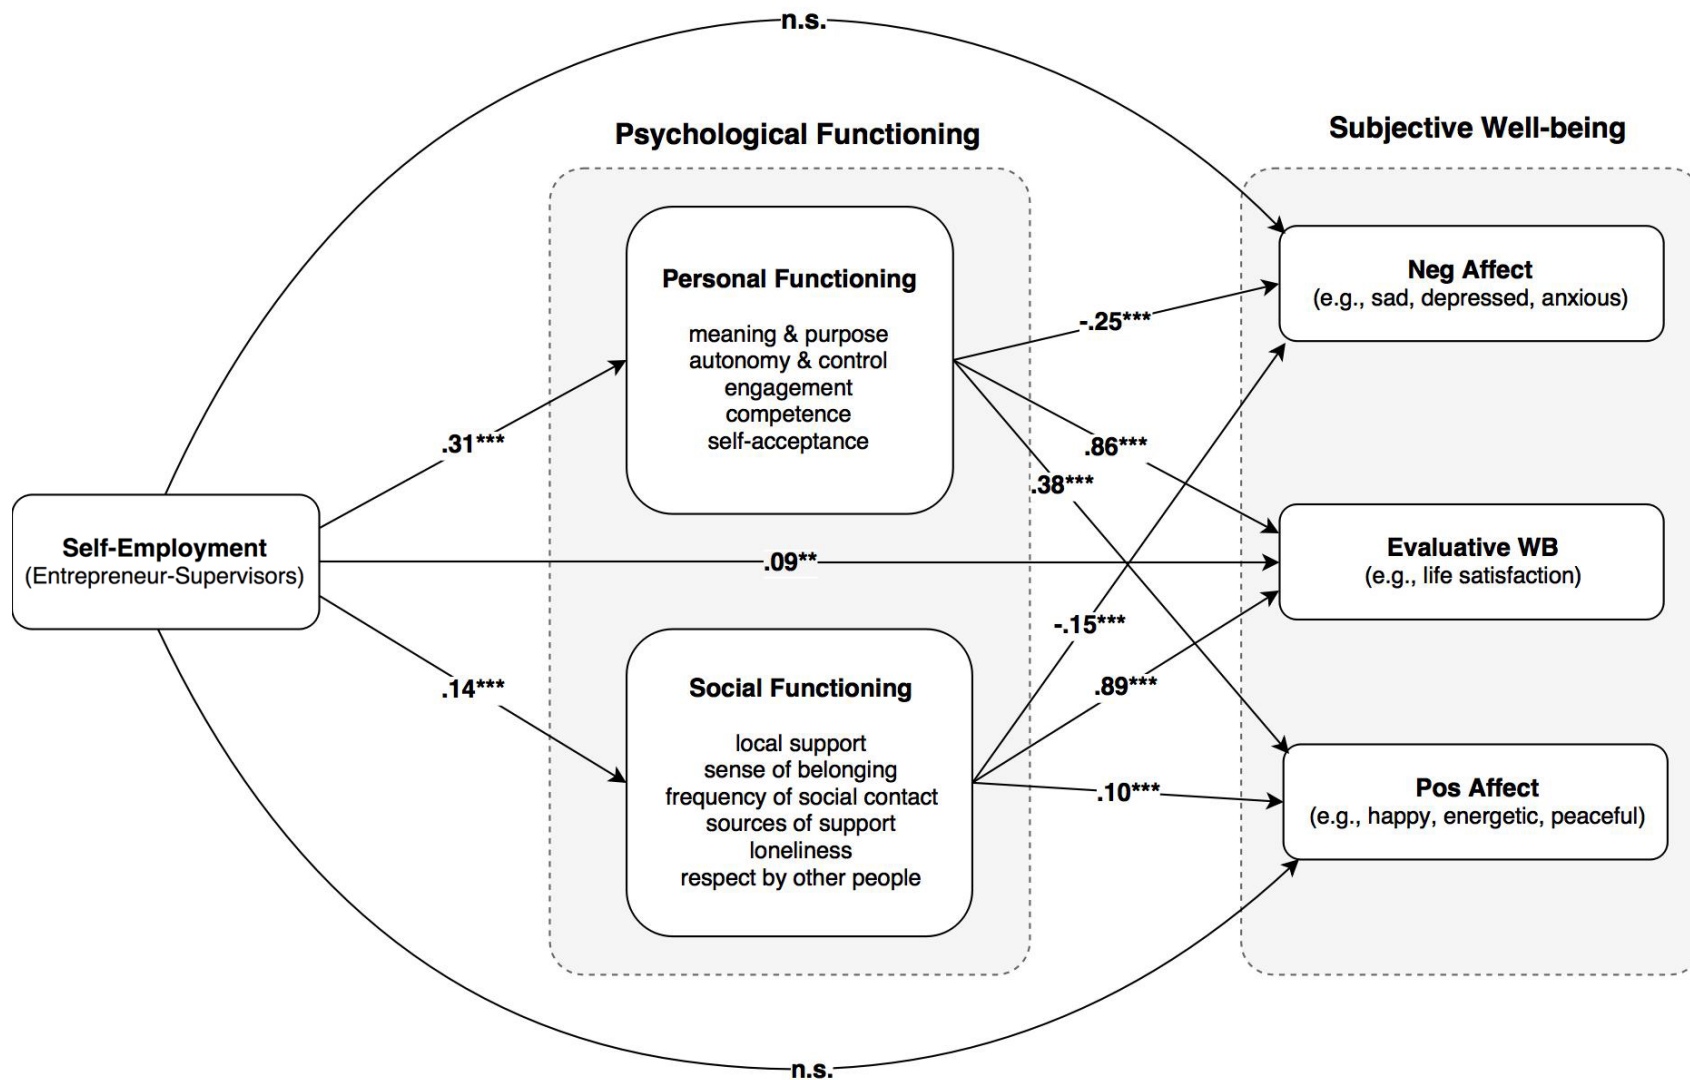 n.s.
Psychological Functioning
Subjective Well-being
Personal Functioning
meaning & purpose
autonomy & control
engagement
competence
self-acceptance
Neg Affect
(e.g., sad, depressed, anxious)
-.25***
.31***
.86***
.38***
Self-Employment
(Entrepreneur-Supervisors)
.09**
Evaluative WB
(e.g., life satisfaction)
-.15***
.14***
.89***
Social Functioning
local support
sense of belonging
frequency of social contact
sources of support
loneliness
respect by other people
.10***
Pos Affect
(e.g., happy, energetic, peaceful)
n.s.